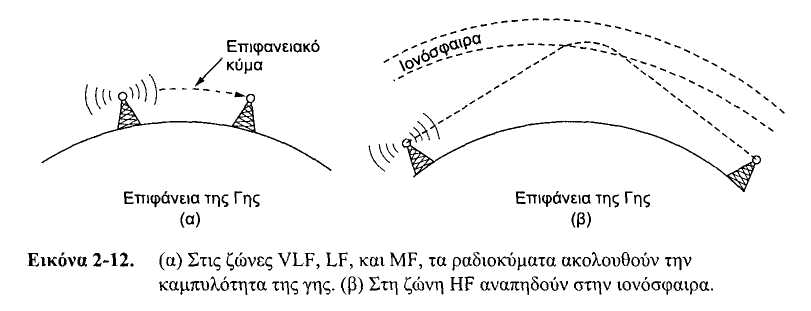 Επιφανειακό
κύμα
Επιφάνεια της Γης
(α)
Ιονόσφαιρα
Επιφάνεια της Γης
(β)
Εικόνα 2-12. (α) Στις ζώνες VLF, LF, και MF, τα ραδιοκύματα ακολουθούν την
καμπυλότητα της γης. (β) Στη ζώνη HF αναπηδούν στην ιονόσφαιρα.